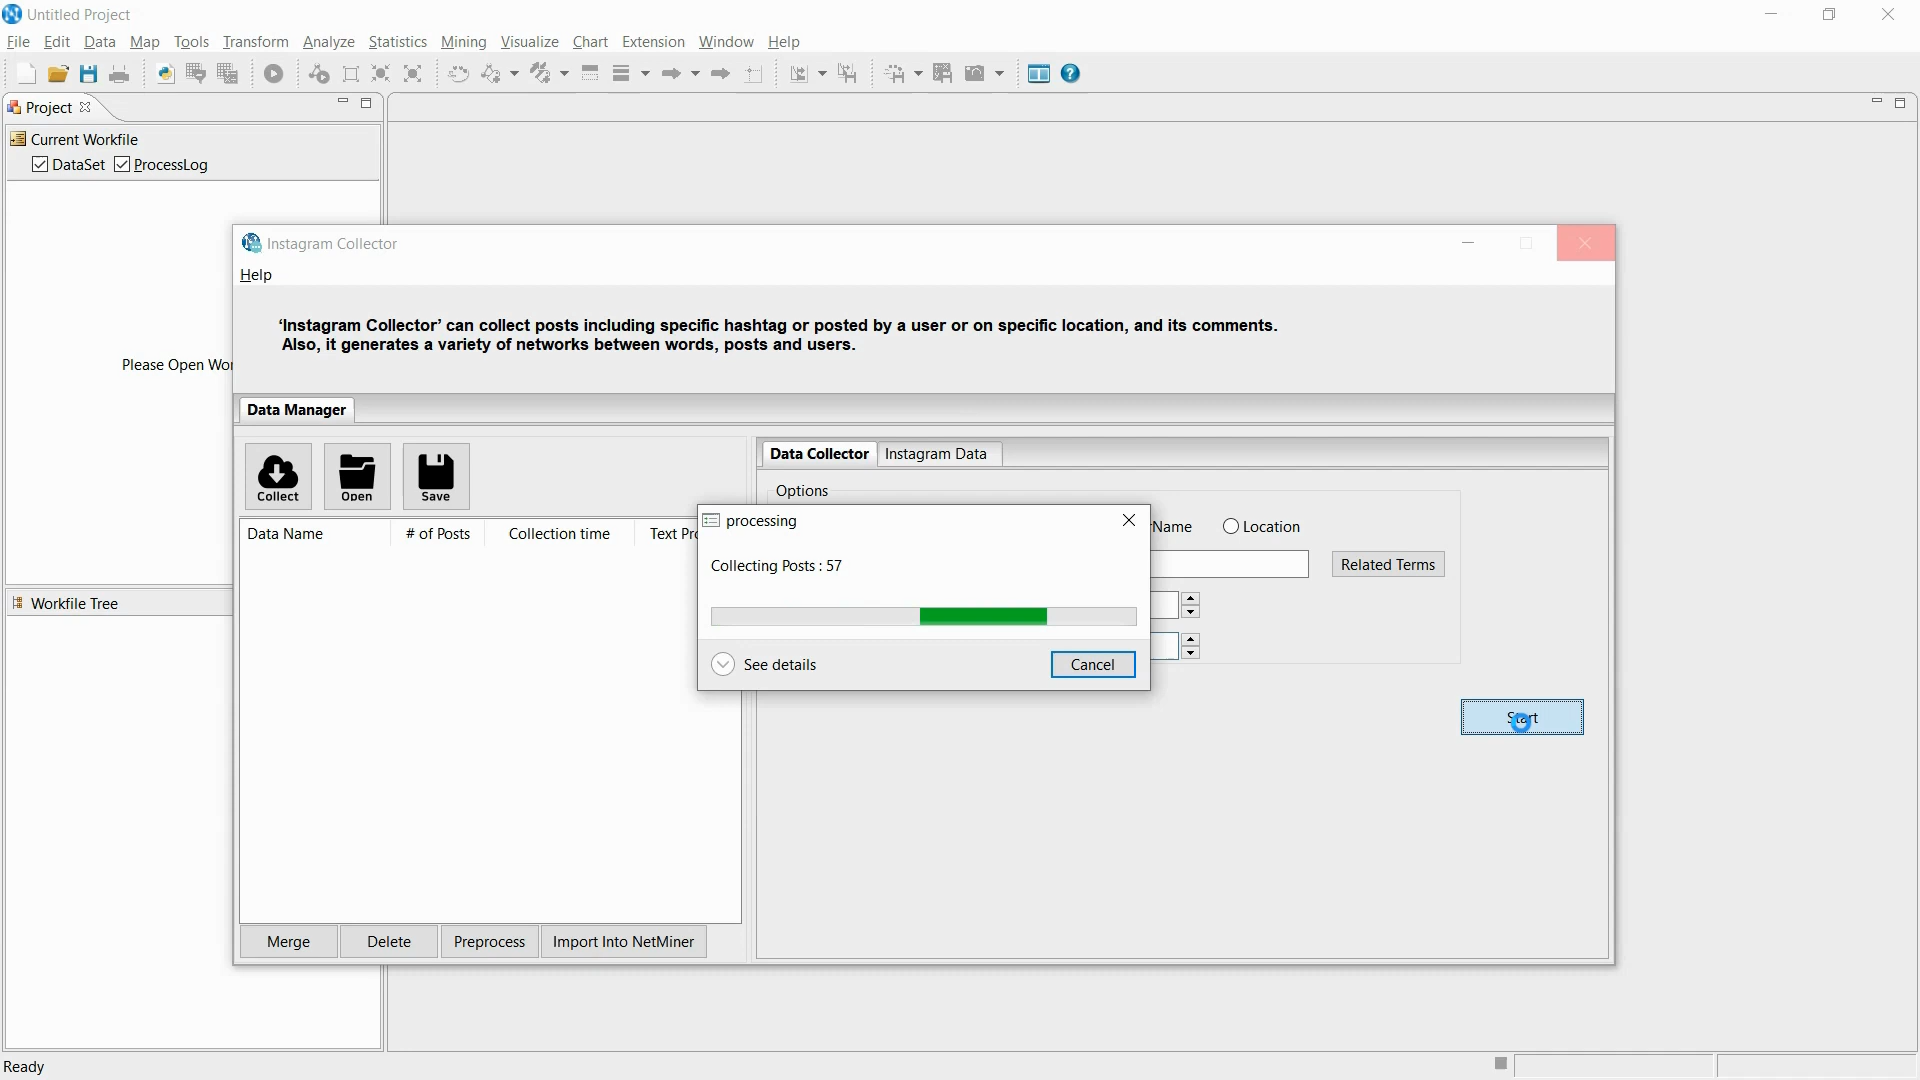 Untitled Project
File Edit Data Map Tools Transform Analyze Statistics Mining Visualize Chart Extension Window Help
Project
Current Workfile
DataSet ProcessLog
Please Open Wor
Workfile Tree
Instagram Collector
Help
‘Instagram Collector’ can collect posts including specific hashtag or posted by a user or on specific location, and its comments.
Also, it generates a variety of networks between words, posts and users.
Data Manager
Collect Open Save
Data Name # of Posts Collection time Text Pr
Data Collector Instagram Data
Options
Name Location
Related Terms
processing
Collecting Posts : 57
See details Cancel
Start
Merge Delete Preprocess Import Into NetMiner
Ready